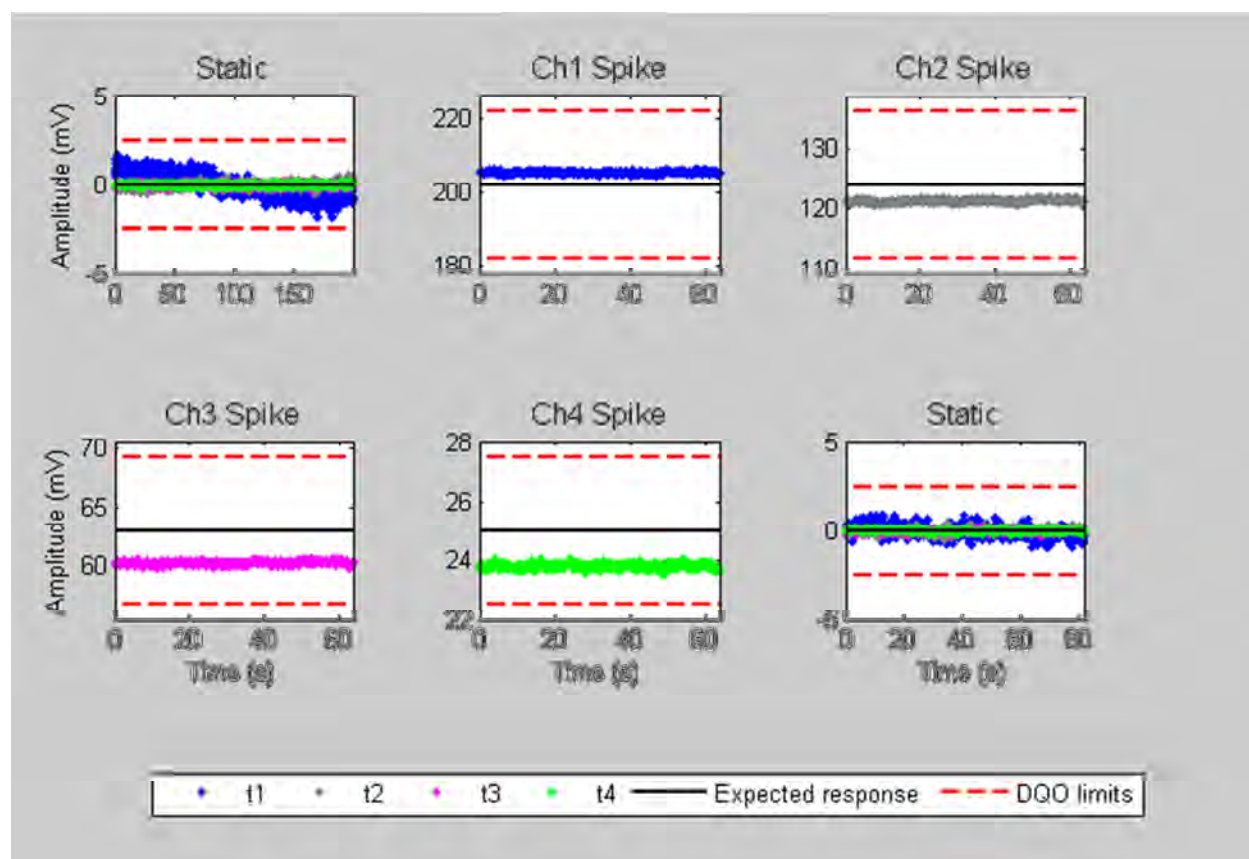 Static
Ch1 Spike
Ch2 Spike
Amplitude (mV)
5
0
-5
0 50 100 150
220
200
180
0 20 40 60
130
120
110
0 20 40 60
Ch3 Spike
Ch4 Spike
Static
Amplitude (mV)
70
65
60
0 20 40 60
Time (s)
28
26
24
22
0 20 40 60
Time (s)
5
0
-5
0 20 40 60 80
Time (s)
t1 t2 t3 t4 Expected response DQO limits